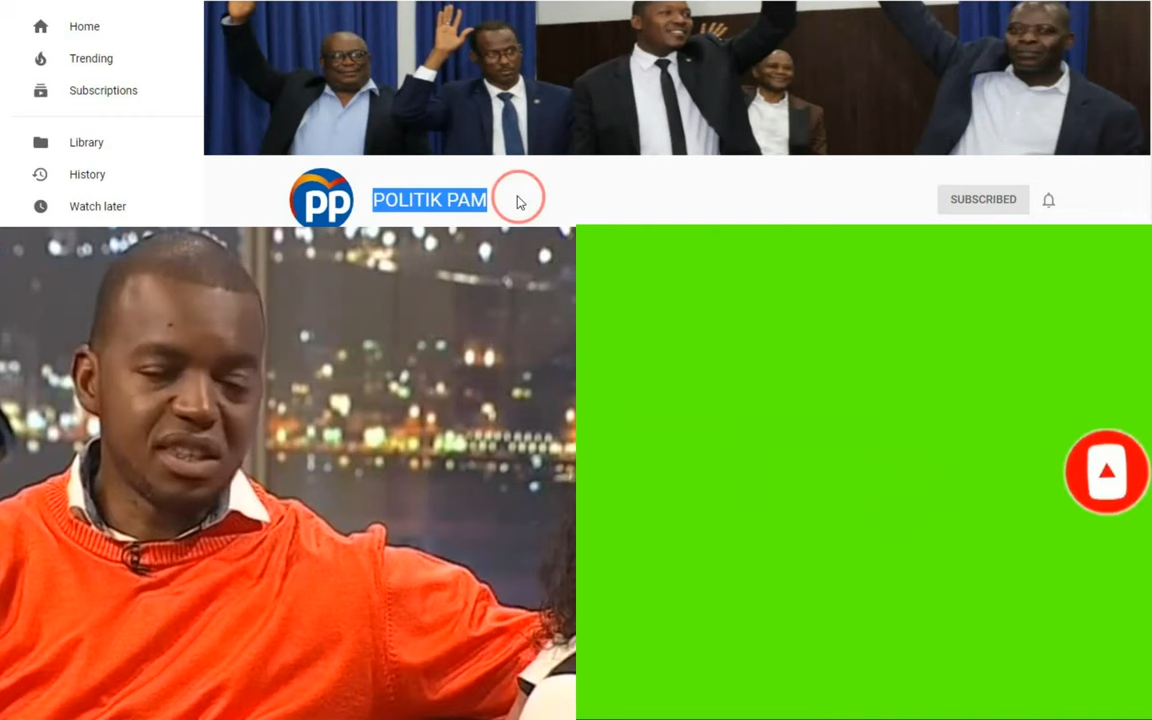 Home
Trending
Subscriptions
Library
History
Watch later
pp
POLITIK PAM
SUBSCRIBED